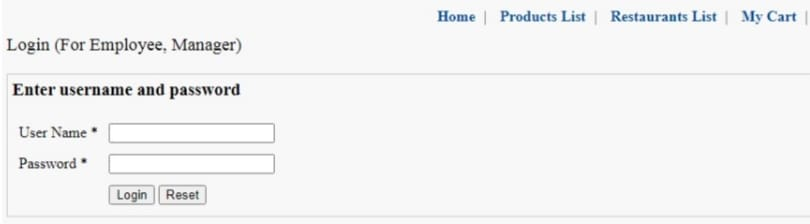 Home | Products List | Restaurants List | My Cart |
Login (For Employee, Manager)
Enter username and password
User Name *
Password *
Login Reset